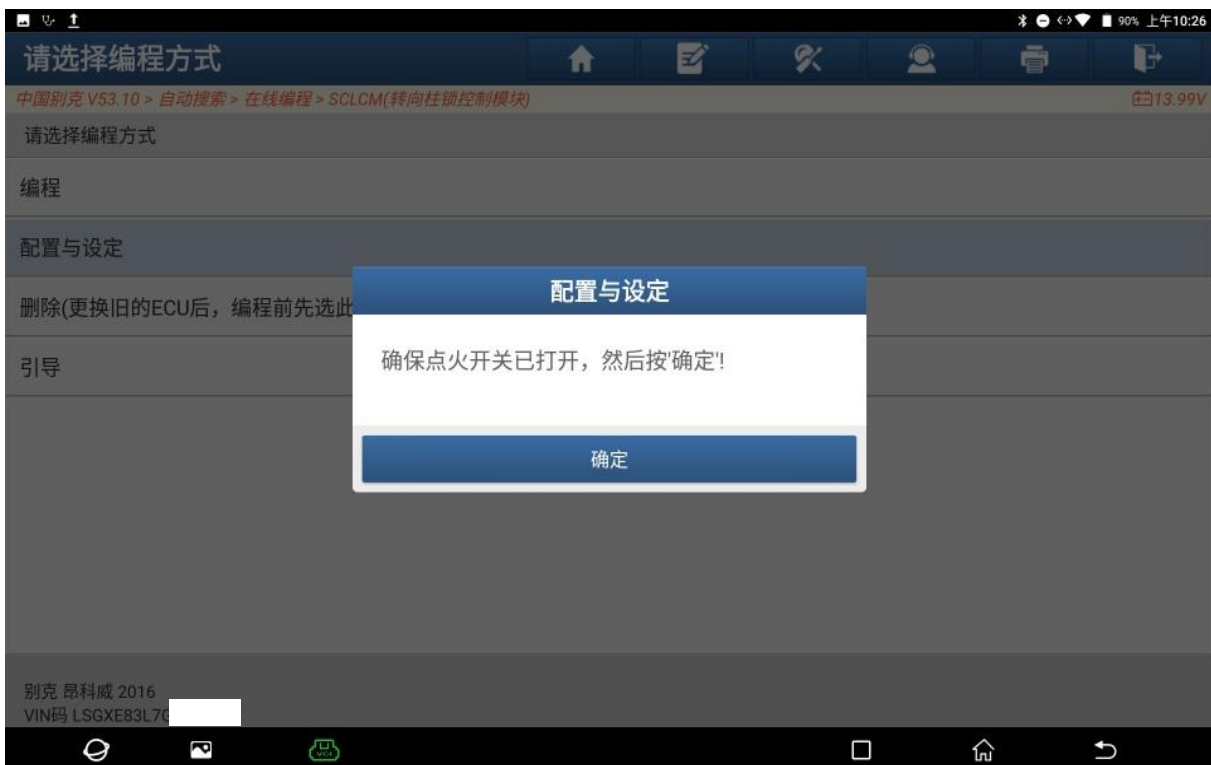 90% 上午10:26
请选择编程方式
中国别克 V53.10 > 自动搜索 > 在线编程 > SCLCM(转向柱锁控制模块)
13.99V
请选择编程方式
编程
配置与设定
删除(更换旧的ECU后，编程前先选此
引导
配置与设定
确保点火开关已打开，然后按'确定'!
确定
别克 昂科威 2016
VIN码 LSGXE83L7G
VCI